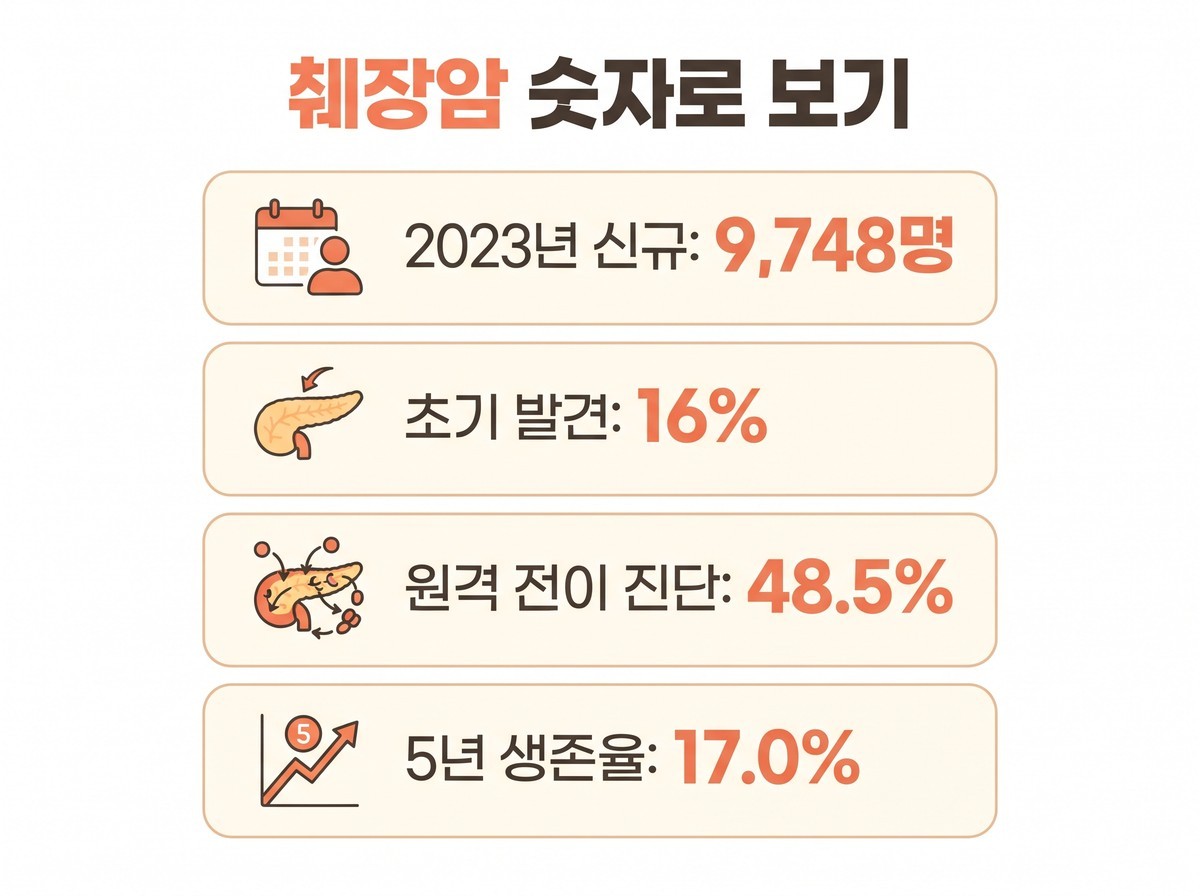 췌장암 숫자로 보기
2023년 신규: 9,748명
초기 발견: 16%
원격 전이 진단: 48.5%
5
5년 생존율: 17.0%